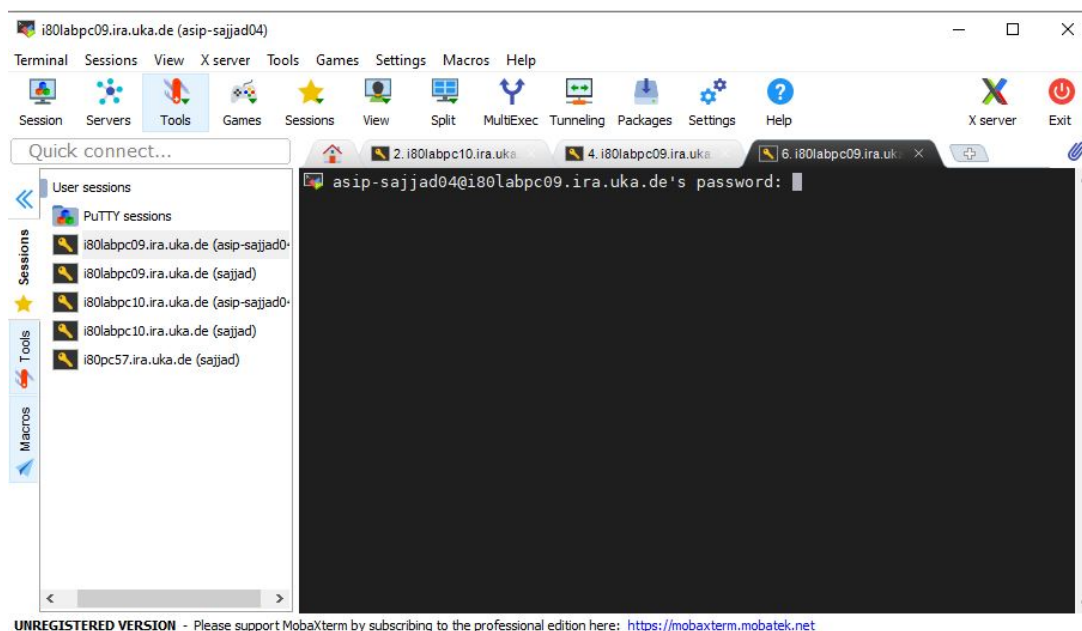 i80labpc09.ira.uka.de (asip-sajjad04)
Terminal Sessions View X server Tools Games Settings Macros Help
Session Servers Tools Games Sessions View Split MultiExec Tunneling Packages Settings Help X server Exit
Quick connect...
2. i80labpc10.ira.uka
4. i80labpc09.ira.uka
6. i80labpc09.ira.uk
asip-sajjad04@i80labpc09.ira.uka.de's password:
User sessions
PuTTY sessions
i80labpc09.ira.uka.de (asip-sajjad0
i80labpc09.ira.uka.de (sajjad)
i80labpc10.ira.uka.de (asip-sajjad0
i80labpc10.ira.uka.de (sajjad)
i80pc57.ira.uka.de (sajjad)
Sessions
Tools
Macros
UNREGISTERED VERSION - Please support MobaXterm by subscribing to the professional edition here: https://mobaxterm.mobatek.net